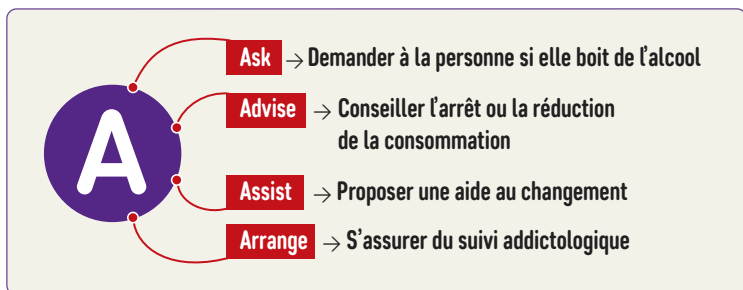 A
Ask → Demander à la personne si elle boit de l'alcool
Advise → Conseiller l'arrêt ou la réduction
de la consommation
Assist → Proposer une aide au changement
Arrange → S'assurer du suivi addictologique